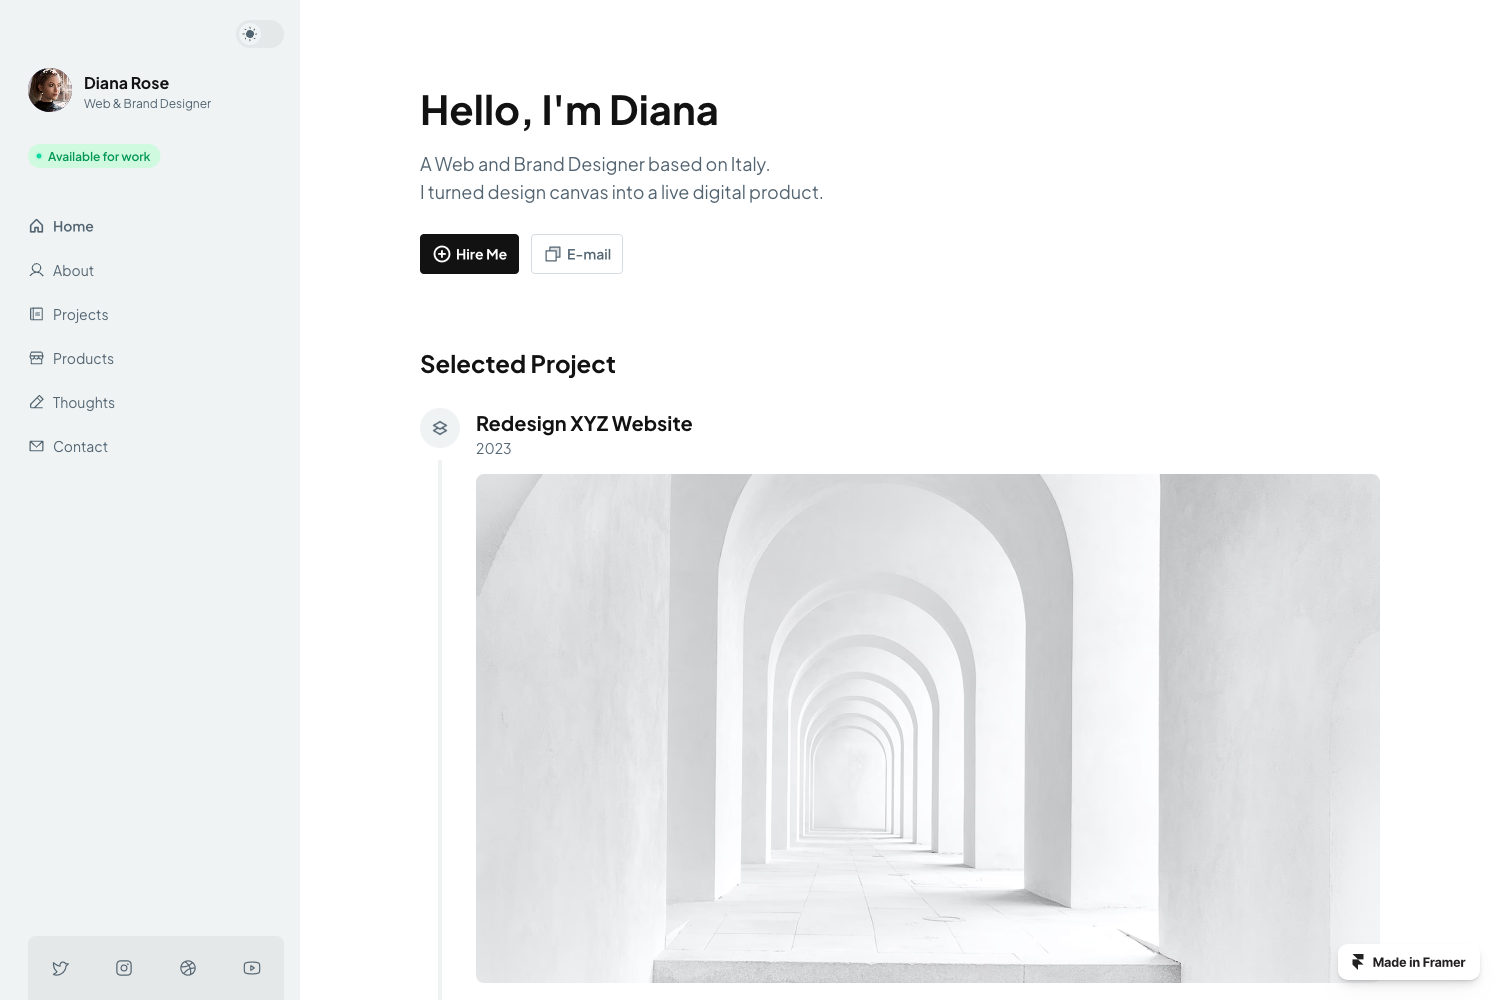 Diana Rose
Web & Brand Designer
Available for work
Home
About
Projects
Products
Thoughts
Contact
Hello, I'm Diana
A Web and Brand Designer based on Italy.
I turned design canvas into a live digital product.
Hire Me
E-mail
Selected Project
Redesign XYZ Website
2023
Made in Framer